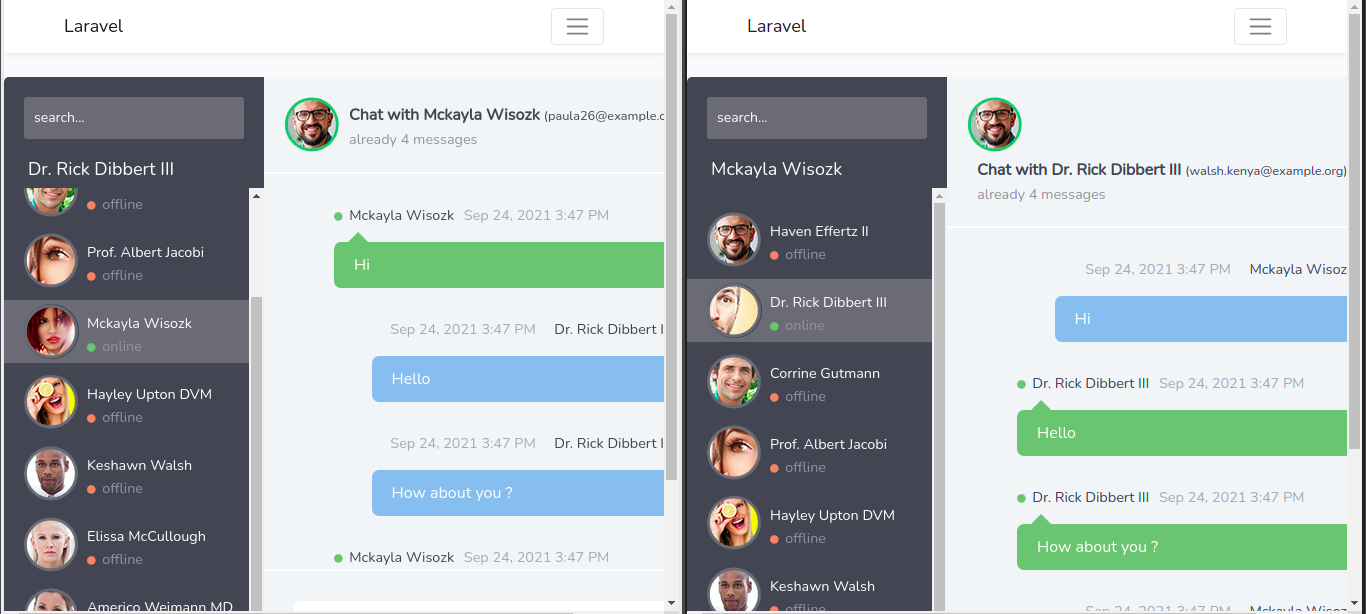 Laravel
search...
Dr. Rick Dibbert III
offline
Prof. Albert Jacobi
offline
Mckayla Wisozk
online
Hayley Upton DVM
offline
Keshawn Walsh
offline
Elissa McCullough
offline
Americo Weimann MD
Chat with Mckayla Wisozk (paula26@example.c
already 4 messages
Mckayla Wisozk Sep 24, 2021 3:47 PM
Hi
Sep 24, 2021 3:47 PM Dr. Rick Dibbert I
Hello
Sep 24, 2021 3:47 PM Dr. Rick Dibbert I
How about you ?
Mckayla Wisozk Sep 24, 2021 3:47 PM
Laravel
search...
Mckayla Wisozk
Haven Effertz II
offline
Dr. Rick Dibbert III
online
Corrine Gutmann
offline
Prof. Albert Jacobi
offline
Hayley Upton DVM
offline
Keshawn Walsh
offline
Chat with Dr. Rick Dibbert III (walsh.kenya@example.org)
already 4 messages
Sep 24, 2021 3:47 PM Mckayla Wisoz
Hi
Dr. Rick Dibbert III Sep 24, 2021 3:47 PM
Hello
Dr. Rick Dibbert III Sep 24, 2021 3:47 PM
How about you ?
Sep 24, 2021 3:47 PM Mckayla Wisoz